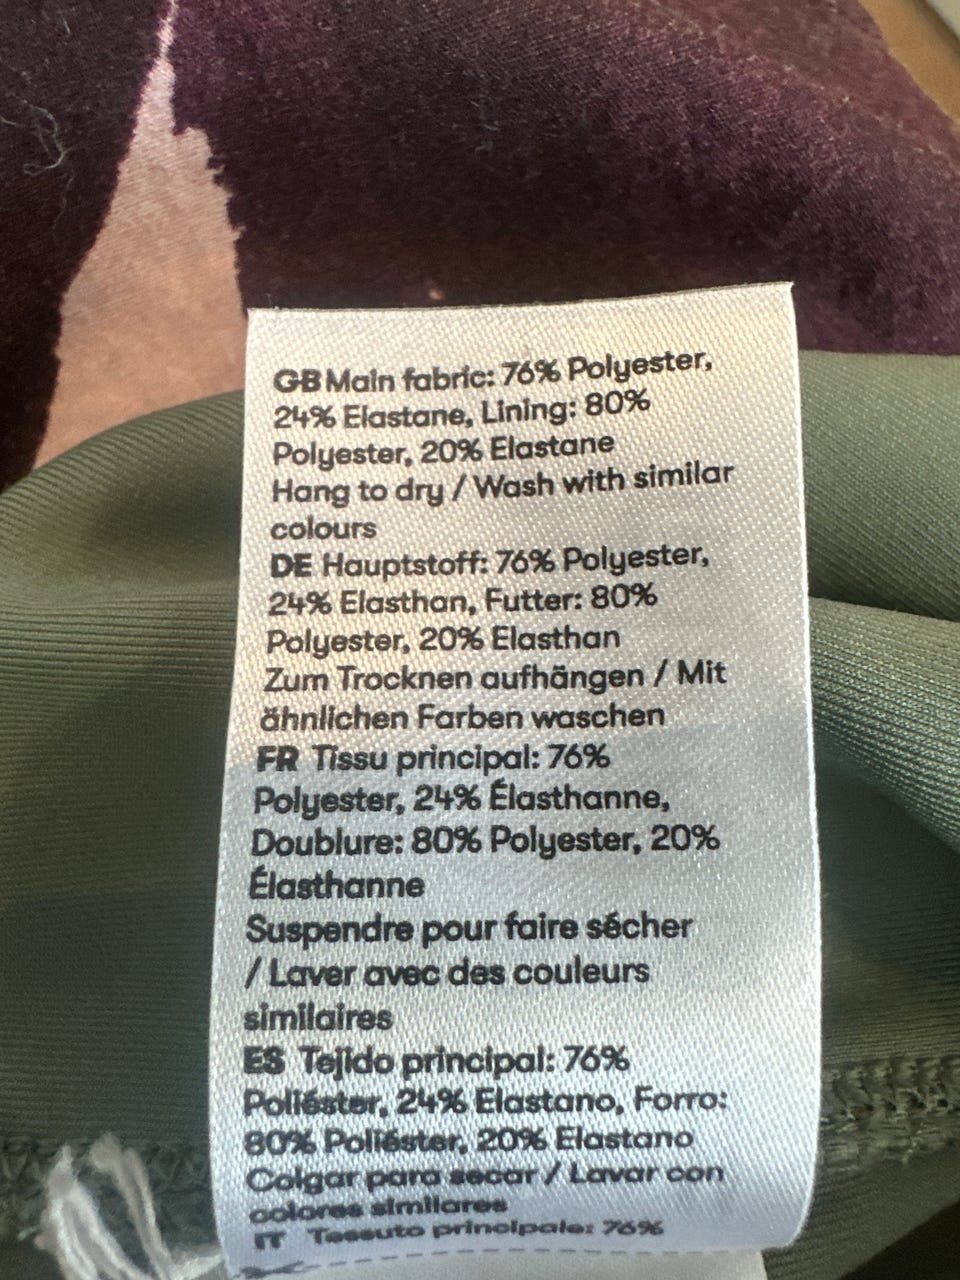 GB Main fabric: 76% Polyester,
24% Elastane, Lining: 80%
Polyester, 20% Elastane
Hang to dry / Wash with similar
colours
DE Hauptstoff: 76% Polyester,
24% Elasthan, Futter: 80%
Polyester, 20% Elasthan
Zum Trocknen aufhängen / Mit
ähnlichen Farben waschen
FR Tissu principal: 76%
Polyester, 24% Élasthanne,
Doublure: 80% Polyester, 20%
Élasthanne
Suspendre pour faire sécher
/ Laver avec des couleurs
similaires
ES Tejido principal: 76%
Poliéster, 24% Elastano, Forro:
80% Poliéster, 20% Elastano
Colgar para secar / Lavar con
colores similares
IT Tessuto principale: 76%